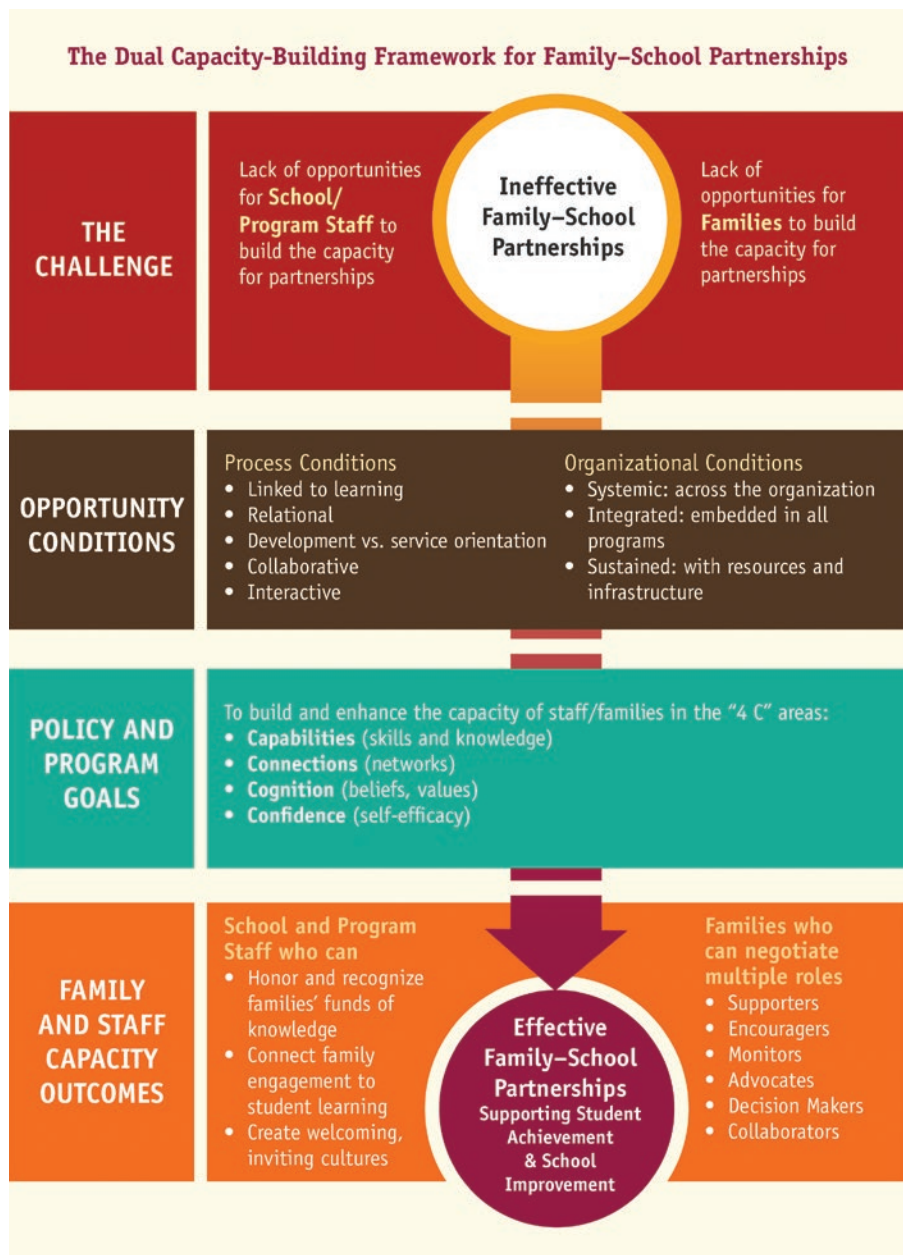 The Dual Capacity-Building Framework for Family–School Partnerships
THE
CHALLENGE
Lack of opportunities
for School/
Program Staff to
build the capacity
for partnerships
Ineffective
Family–School
Partnerships
Lack of
opportunities for
Families to build
the capacity for
partnerships
OPPORTUNITY
CONDITIONS
Process Conditions
• Linked to learning
• Relational
• Development vs. service orientation
• Collaborative
• Interactive
Organizational Conditions
• Systemic: across the organization
• Integrated: embedded in all
programs
• Sustained: with resources and
infrastructure
POLICY AND
PROGRAM
GOALS
To build and enhance the capacity of staff/families in the “4 C” areas:
• Capabilities (skills and knowledge)
• Connections (networks)
• Cognition (beliefs, values)
• Confidence (self-efficacy)
FAMILY
AND STAFF
CAPACITY
OUTCOMES
School and Program
Staff who can
• Honor and recognize
families’ funds of
knowledge
• Connect family
engagement to
student learning
• Create welcoming,
inviting cultures
Effective
Family–School
Partnerships
Supporting Student
Achievement
& School
Improvement
Families who
can negotiate
multiple roles
• Supporters
• Encouragers
• Monitors
• Advocates
• Decision Makers
• Collaborators